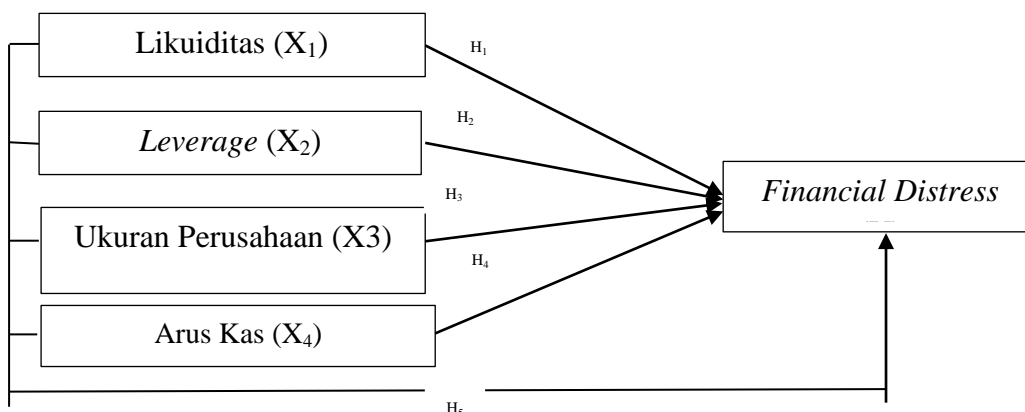 Likuiditas (X₁)
H₁
H₂
Leverage (X₂)
Financial Distress
H₃
Ukuran Perusahaan (X3)
H₄
Arus Kas (X₄)
H₅